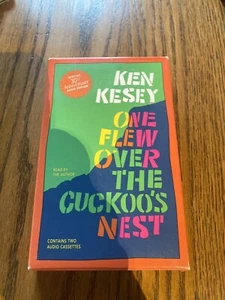 KEN
KESEY
ONE
FLEW
OVER
THE
CUCKOO'S
NEST
READ BY
THE AUTHOR
CONTAINS TWO
AUDIO CASSETTES